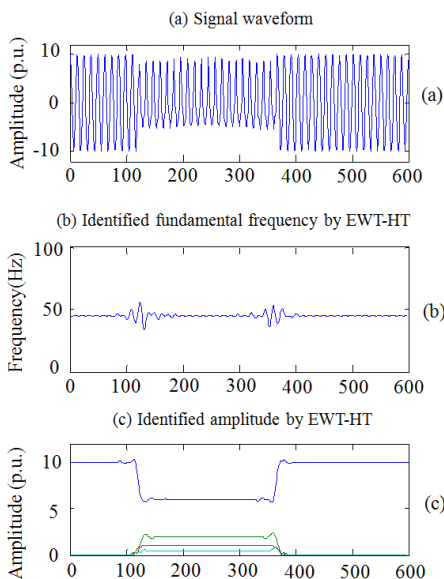 (a) Signal waveform
Amplitude (p.u.)
10
0
-10
(a)
0 100 200 300 400 500 600
(b) Identified fundamental frequency by EWT-HT
Frequency(Hz)
100
50
0
(b)
0 100 200 300 400 500 600
(c) Identified amplitude by EWT-HT
Amplitude (p.u.)
10
5
0
(c)
0 100 200 300 400 500 600